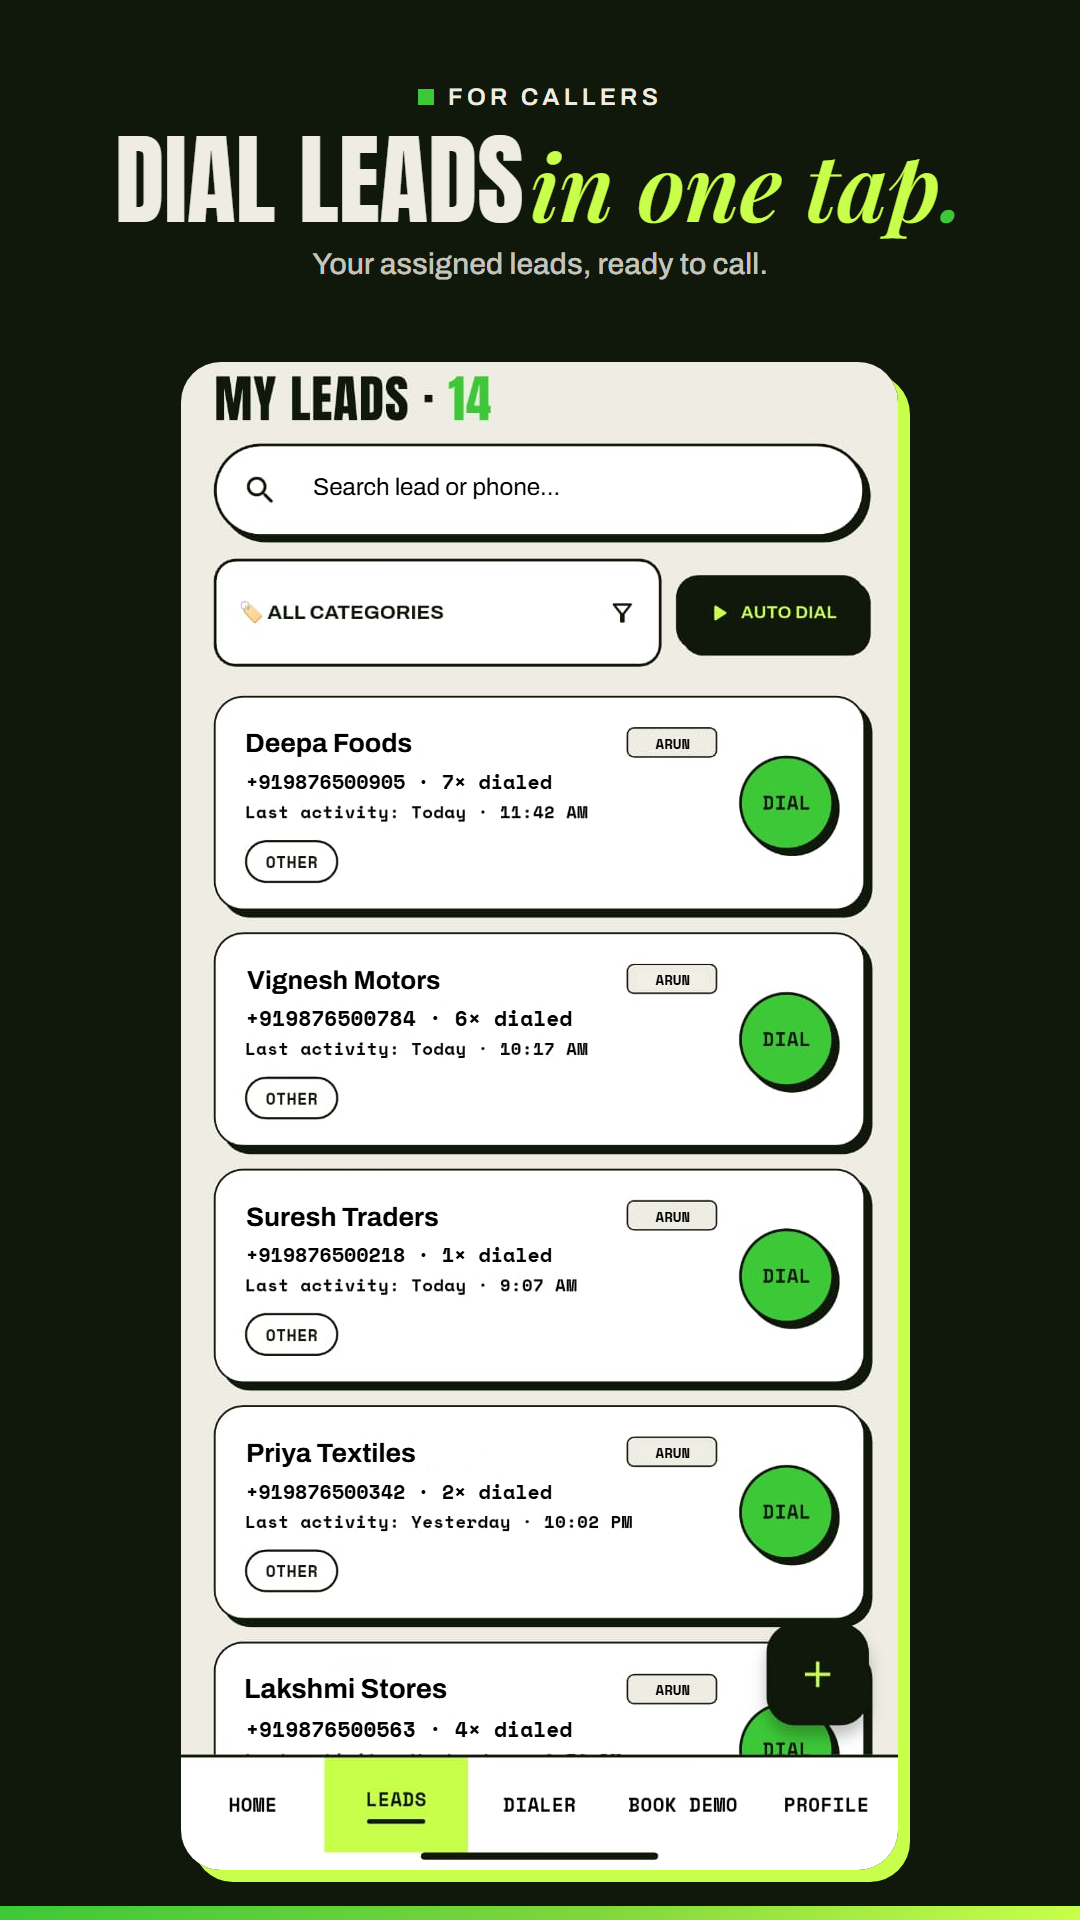 FOR CALLERS
DIAL LEADS in one tap.
Your assigned leads, ready to call.
MY LEADS · 14
Search lead or phone...
ALL CATEGORIES
AUTO DIAL
Deepa Foods ARUN
+919876500905 · 7× dialed
Last activity: Today · 11:42 AM
DIAL
OTHER
Vignesh Motors ARUN
+919876500784 · 6× dialed
Last activity: Today · 10:17 AM
DIAL
OTHER
Suresh Traders ARUN
+919876500218 · 1× dialed
Last activity: Today · 9:07 AM
DIAL
OTHER
Priya Textiles ARUN
+919876500342 · 2× dialed
Last activity: Yesterday · 10:02 PM
DIAL
OTHER
Lakshmi Stores ARUN
+919876500563 · 4× dialed
DIAL
HOME LEADS DIALER BOOK DEMO PROFILE